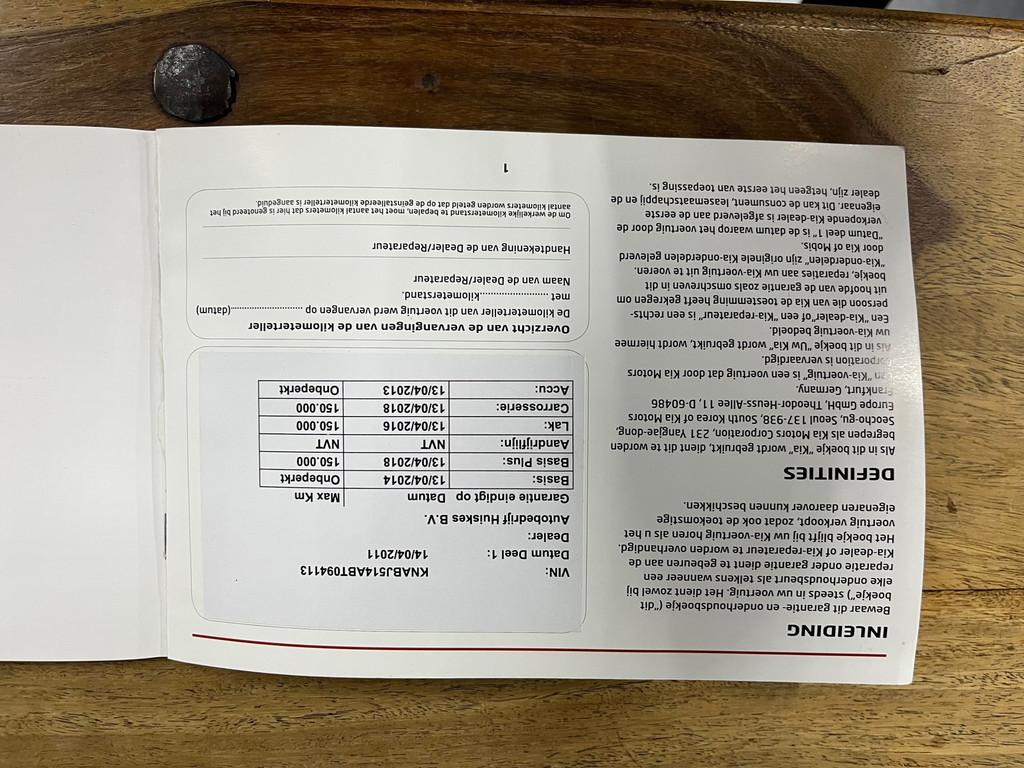 INLEIDING
Bewaar dit garantie- en onderhoudsboekje ("dit
boekje") steeds in uw voertuig. Het dient zowel bij
elke onderhoudsbeurt als telkens wanneer een
reparatie onder garantie dient te gebeuren aan de
Kia-dealer of Kia-reparateur te worden overhandigd.
Het boekje blijft bij uw Kia-voertuig horen als u het
voertuig verkoopt, zodat ook de toekomstige
eigenaren daarover kunnen beschikken.
DEFINITIES
Als in dit boekje "Kia" wordt gebruikt, dient dit te worden
begrepen als Kia Motors Corporation, 231 Yangjae-dong,
Seocho-gu, Seoul 137-938, South Korea of Kia Motors
Europe GmbH, Theodor-Heuss-Allee 11, D-60486
Frankfurt, Germany.
Een "Kia-voertuig" is een voertuig dat door Kia Motors
Corporation is vervaardigd.
Als in dit boekje "Uw Kia" wordt gebruikt, wordt hiermee
uw Kia-voertuig bedoeld.
Een "Kia-dealer"of een "Kia-reparateur" is een rechts-
persoon die van Kia de toestemming heeft gekregen om
uit hoofde van de garantie zoals omschreven in dit
boekje, reparaties aan uw Kia-voertuig uit te voeren.
"Kia-onderdelen" zijn originele Kia-onderdelen geleverd
door Kia of Mobis.
"Datum deel 1" is de datum waarop het voertuig door de
verkopende Kia-dealer is afgeleverd aan de eerste
eigenaar. Dit kan de consument, leasemaatschappij en de
dealer zijn, hetgeen het eerste van toepassing is.
VIN: KNABJ514ABT094113
Datum Deel 1: 14/04/2011
Dealer:
Autobedrijf Huiskes B.V.
Garantie eindigt op Datum Max Km
Basis: 13/04/2014 Onbeperkt
Basis Plus: 13/04/2018 150.000
Aandrijflijn: NVT NVT
Lak: 13/04/2016 150.000
Carrosserie: 13/04/2018 150.000
Accu: 13/04/2013 Onbeperkt
Overzicht van de vervangingen van de kilometerteller
De kilometerteller van dit voertuig werd vervangen op ....................(datum)
met ....................kilometerstand.
Naam van de Dealer/Reparateur
Handtekening van de Dealer/Reparateur
Om de werkelijke kilometerstand te bepalen, moet het aantal kilometers dat hier is genoteerd bij het
aantal kilometers worden geteld dat op de geïnstalleerde kilometerteller is aangeduid.
1